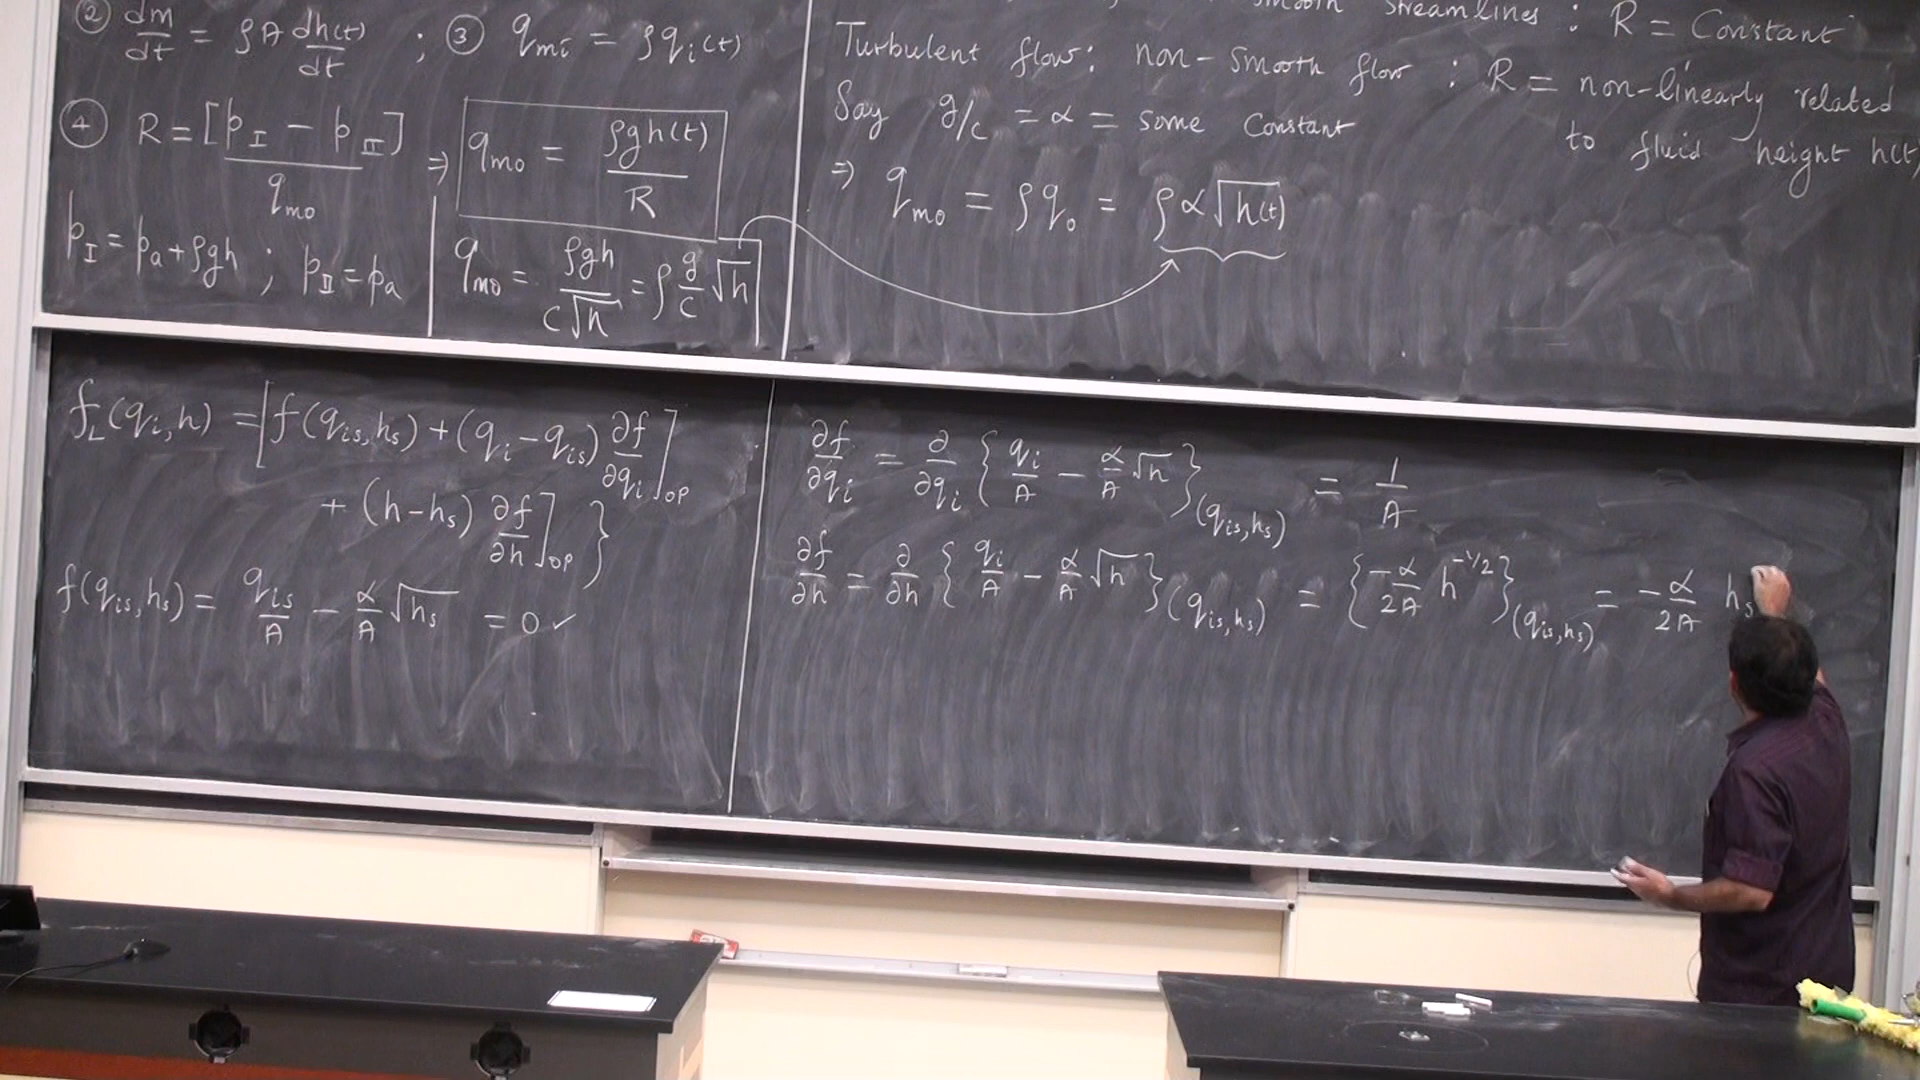 ② dm/dt = ρA dh(t)/dt ; ③ q_mi = ρq_i(t)
④ R = [p_I − p_II] / q_mo ⇒ q_mo = ρgh(t) / R
p_I = p_a + ρgh ; p_II = p_a
q_mo = ρgh / c√h = ρ g/c √h
smooth streamlines : R = Constant
Turbulent flow : non-smooth flow : R = non-linearly related
to fluid height h(t)
Say g/c = α = some Constant
⇒ q_mo = ρq_o = ρα√h(t)
f_L(q_i, h) = [f(q_is, h_s) + (q_i − q_is) ∂f/∂q_i]_OP
+ (h − h_s) ∂f/∂h]_OP }
f(q_is, h_s) = q_is/A − α/A √h_s = 0 ✓
∂f/∂q_i = ∂/∂q_i { q_i/A − α/A √h }_(q_is, h_s) = 1/A
∂f/∂h = ∂/∂h { q_i/A − α/A √h }_(q_is, h_s) = { −α/2A h^−1/2 }_(q_is, h_s) = −α/2A h_s